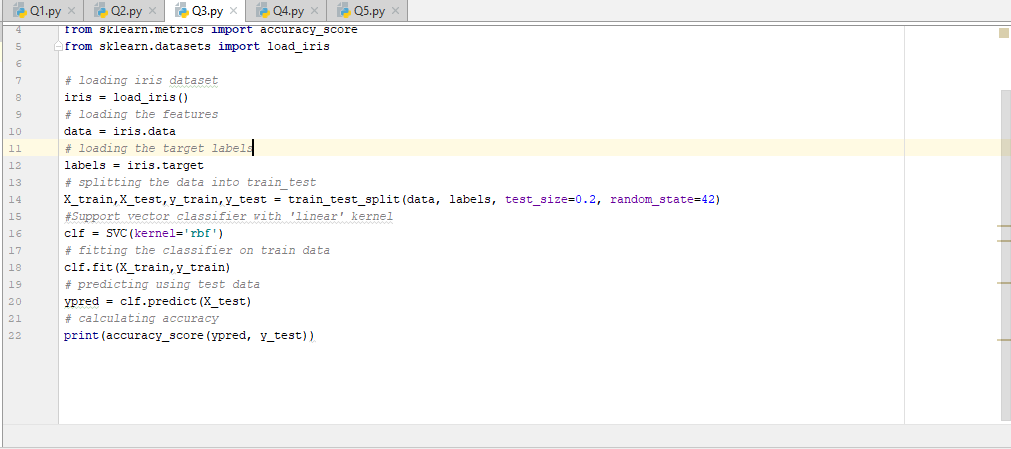 Q1.py Q2.py Q3.py Q4.py Q5.py
4 from sklearn.metrics import accuracy_score
5 from sklearn.datasets import load_iris
6
7 # loading iris dataset
8 iris = load_iris()
9 # loading the features
10 data = iris.data
11 # loading the target labels
12 labels = iris.target
13 # splitting the data into train_test
14 X_train,X_test,y_train,y_test = train_test_split(data, labels, test_size=0.2, random_state=42)
15 #Support vector classifier with 'linear' kernel
16 clf = SVC(kernel='rbf')
17 # fitting the classifier on train data
18 clf.fit(X_train,y_train)
19 # predicting using test data
20 ypred = clf.predict(X_test)
21 # calculating accuracy
22 print(accuracy_score(ypred, y_test))